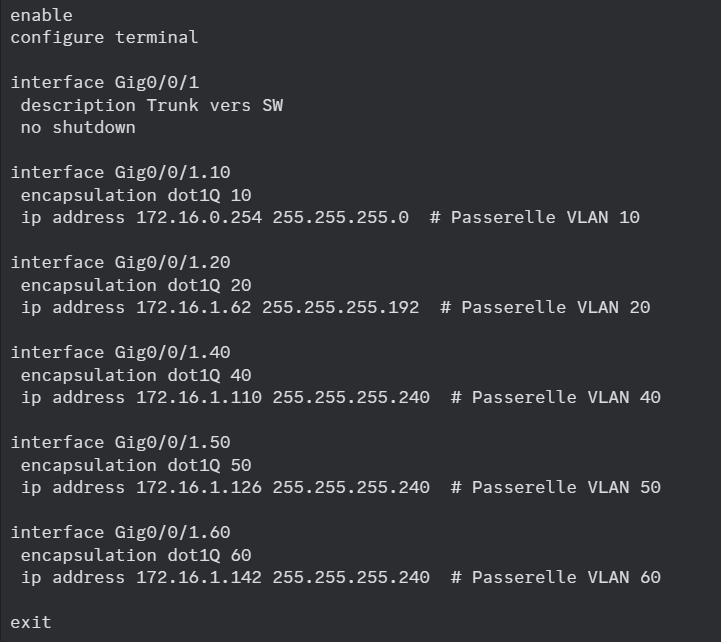 enable
configure terminal
interface Gig0/0/1
description Trunk vers SW
no shutdown
interface Gig0/0/1.10
encapsulation dot1Q 10
ip address 172.16.0.254 255.255.255.0  # Passerelle VLAN 10
interface Gig0/0/1.20
encapsulation dot1Q 20
ip address 172.16.1.62 255.255.255.192  # Passerelle VLAN 20
interface Gig0/0/1.40
encapsulation dot1Q 40
ip address 172.16.1.110 255.255.255.240  # Passerelle VLAN 40
interface Gig0/0/1.50
encapsulation dot1Q 50
ip address 172.16.1.126 255.255.255.240  # Passerelle VLAN 50
interface Gig0/0/1.60
encapsulation dot1Q 60
ip address 172.16.1.142 255.255.255.240  # Passerelle VLAN 60
exit